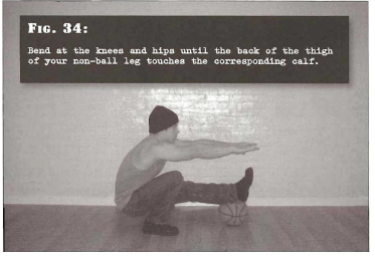 FIG. 34:
Bend at the knees and hips until the back of the thigh
of your non-ball leg touches the corresponding calf.